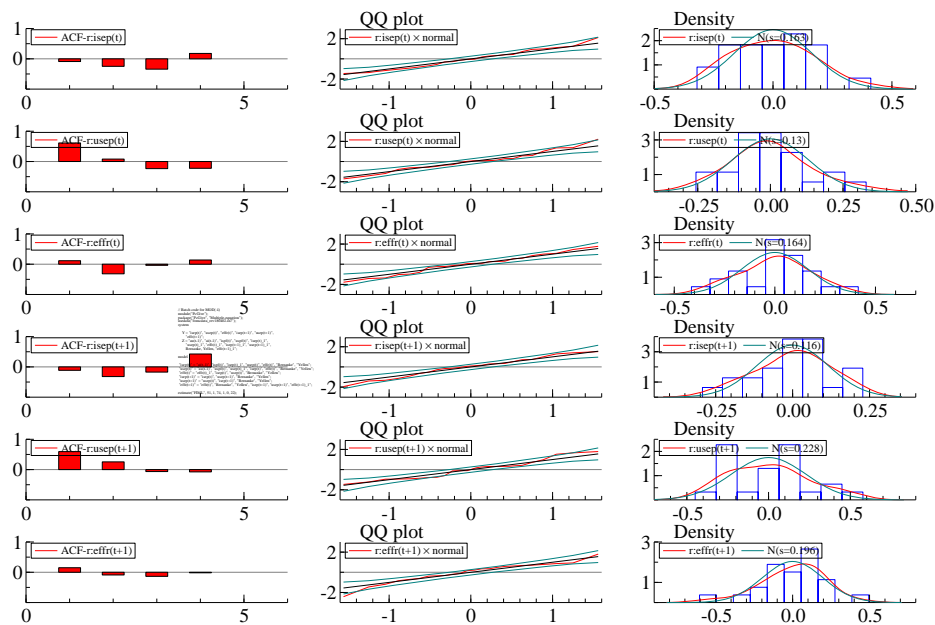 QQ plot
Density
1
ACF-r:isep(t)
2
r:isep(t) × normal
r:isep(t)
N(s=0.163)
2
0
1
-2
0
5
-1
0
1
-0.5
0.0
0.5
QQ plot
Density
1
ACF-r:usep(t)
2
r:usep(t) × normal
3
r:usep(t)
N(s=0.13)
0
1
-2
0
5
-1
0
1
-0.25
0.00
0.25
0.50
QQ plot
Density
1
ACF-r:effr(t)
2
r:effr(t) × normal
3
r:effr(t)
N(s=0.164)
0
1
-2
0
5
-1
0
1
-0.5
0.0
0.5
QQ plot
Density
1
ACF-r:isep(t+1)
2
r:isep(t+1) × normal
3
r:isep(t+1)
N(s=0.116)
0
1
-2
0
5
-1
0
1
-0.25
0.00
0.25
QQ plot
Density
1
ACF-r:usep(t+1)
2
r:usep(t+1) × normal
2
r:usep(t+1)
N(s=0.228)
0
1
-2
0
5
-1
0
1
-0.5
0.0
0.5
QQ plot
Density
1
ACF-r:effr(t+1)
2
r:effr(t+1) × normal
3
r:effr(t+1)
N(s=0.196)
0
1
-2
0
5
-1
0
1
-0.5
0.0
0.5